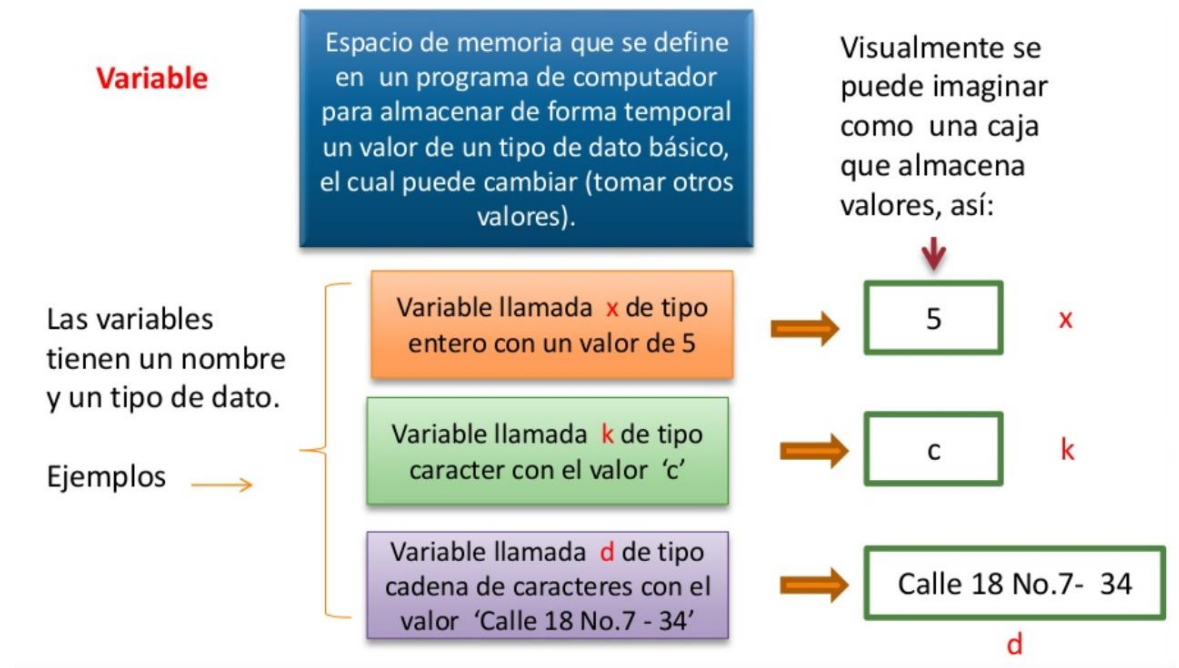 Variable
Espacio de memoria que se define
en un programa de computador
para almacenar de forma temporal
un valor de un tipo de dato básico,
el cual puede cambiar (tomar otros
valores).
Visualmente se
puede imaginar
como una caja
que almacena
valores, así:
Las variables
tienen un nombre
y un tipo de dato.
Ejemplos
Variable llamada x de tipo
entero con un valor de 5
5
x
Variable llamada k de tipo
caracter con el valor ‘c’
c
k
Variable llamada d de tipo
cadena de caracteres con el
valor ‘Calle 18 No.7 - 34’
Calle 18 No.7- 34
d